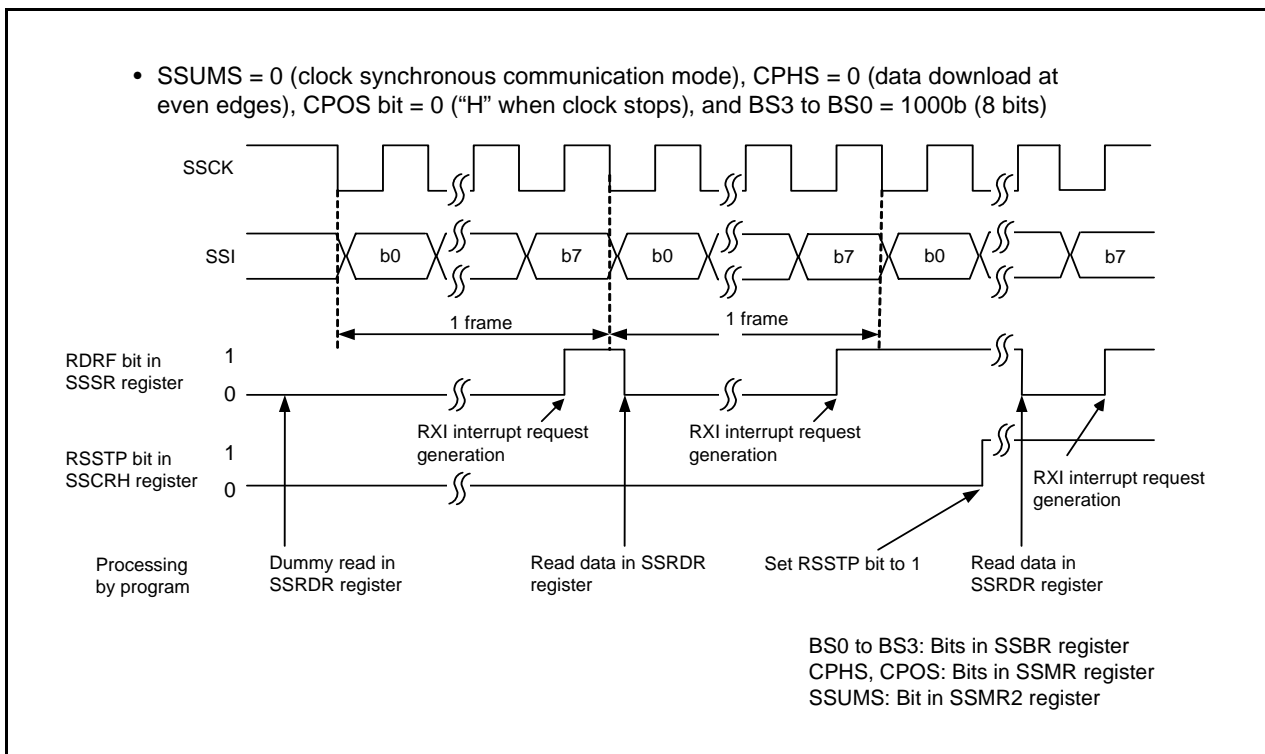 • SSUMS = 0 (clock synchronous communication mode), CPHS = 0 (data download at
even edges), CPOS bit = 0 (“H” when clock stops), and BS3 to BS0 = 1000b (8 bits)
SSCK
SSI
b0
b7
b0
b7
b0
b7
1 frame
1 frame
RDRF bit in
SSSR register
1
0
RXI interrupt request
generation
RXI interrupt request
generation
RXI interrupt request
generation
RSSTP bit in
SSCRH register
1
0
Processing
by program
Dummy read in
SSRDR register
Read data in SSRDR
register
Set RSSTP bit to 1
Read data in
SSRDR register
BS0 to BS3: Bits in SSBR register
CPHS, CPOS: Bits in SSMR register
SSUMS: Bit in SSMR2 register